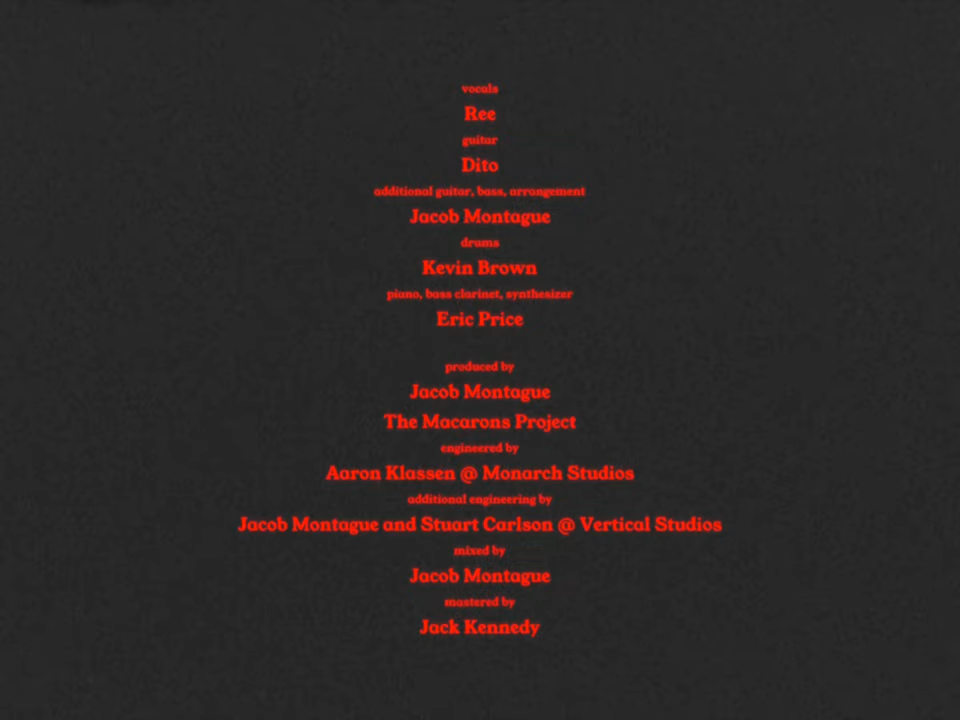 vocals
Ree
guitar
Dito
additional guitar, bass, arrangement
Jacob Montague
drums
Kevin Brown
piano, bass clarinet, synthesizer
Eric Price
produced by
Jacob Montague
The Macarons Project
engineered by
Aaron Klassen @ Monarch Studios
additional engineering by
Jacob Montague and Stuart Carlson @ Vertical Studios
mixed by
Jacob Montague
mastered by
Jack Kennedy